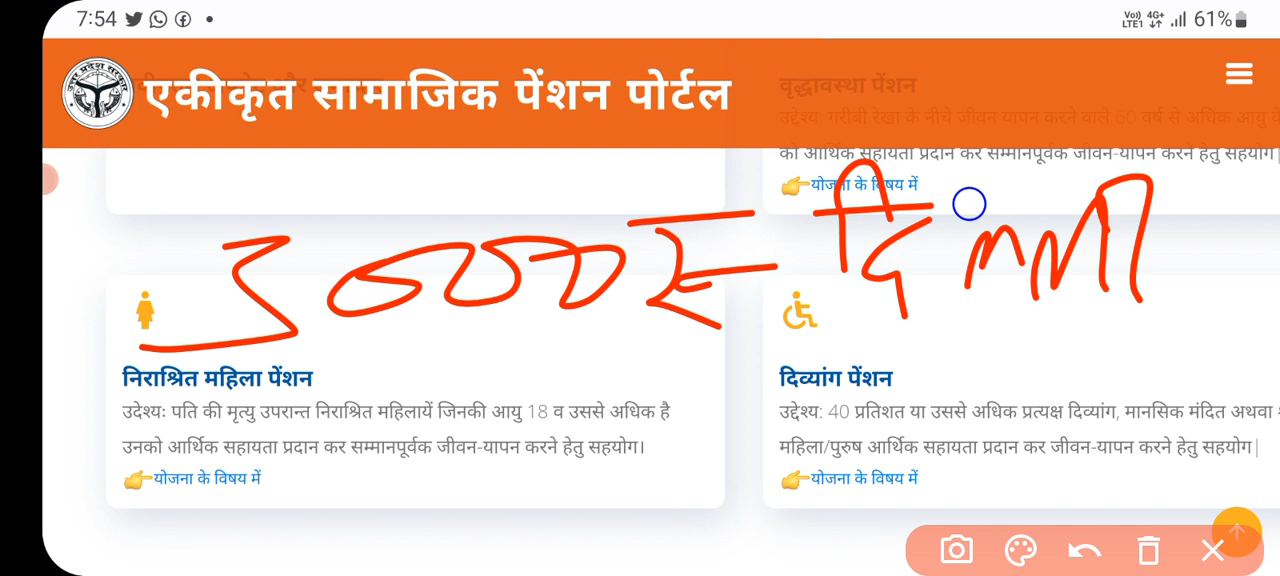 7:54 Vo)) LTE1 4G+ 61%
एकीकृत सामाजिक पेंशन पोर्टल
वृद्धावस्था पेंशन
उद्देश्य गरीबी रेखा के नीचे जीवन यापन करने वाले 60 वर्ष से अधिक आयु के
को आर्थिक सहायता प्रदान कर सम्मानपूर्वक जीवन-यापन करने हेतु सहयोग|
👉योजना के विषय में
3000रु
निराश्रित महिला पेंशन
उदेश्यः पति की मृत्यु उपरान्त निराश्रित महिलायें जिनकी आयु 18 व उससे अधिक है
उनको आर्थिक सहायता प्रदान कर सम्मानपूर्वक जीवन-यापन करने हेतु सहयोग।
👉योजना के विषय में
दिव्यांग पेंशन
उद्देश्य: 40 प्रतिशत या उससे अधिक प्रत्यक्ष दिव्यांग, मानसिक मंदित अथवा
महिला/पुरुष आर्थिक सहायता प्रदान कर जीवन-यापन करने हेतु सहयोग|
👉योजना के विषय में